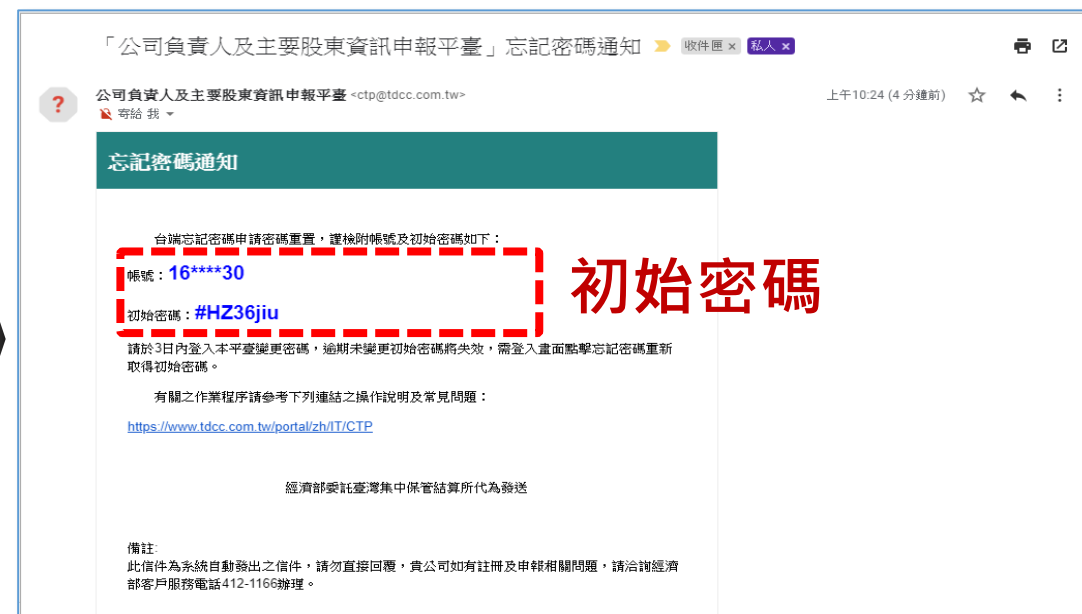 「公司負責人及主要股東資訊申報平臺」忘記密碼通知 收件匣 x 私人 x
公司負責人及主要股東資訊申報平臺 <ctp@tdcc.com.tw>
上午10:24 (4 分鐘前)
寄給 我
忘記密碼通知
台端忘記密碼申請密碼重置，謹檢附帳號及初始密碼如下：
帳號：16****30
初始密碼：#HZ36jiu
初始密碼
請於3日內登入本平臺變更密碼，逾期未變更初始密碼將失效，需登入畫面點擊忘記密碼重新
取得初始密碼。
有關之作業程序請參考下列連結之操作說明及常見問題：
https://www.tdcc.com.tw/portal/zh/IT/CTP
經濟部委託臺灣集中保管結算所代為發送
備註:
此信件為系統自動發出之信件，請勿直接回覆，貴公司如有註冊及申報相關問題，請洽詢經濟
部客戶服務電話412-1166辦理。